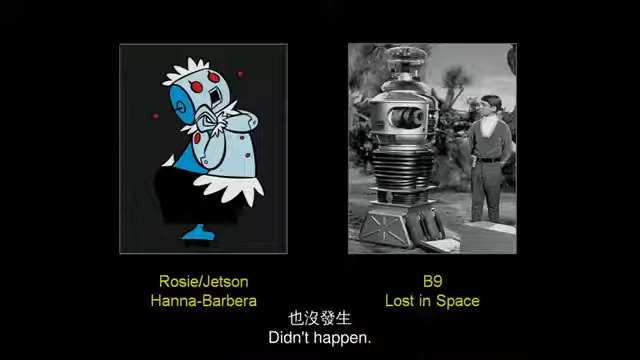 Rosie/Jetson
Hanna-Barbera
B9
Lost in Space
也沒發生
Didn't happen.